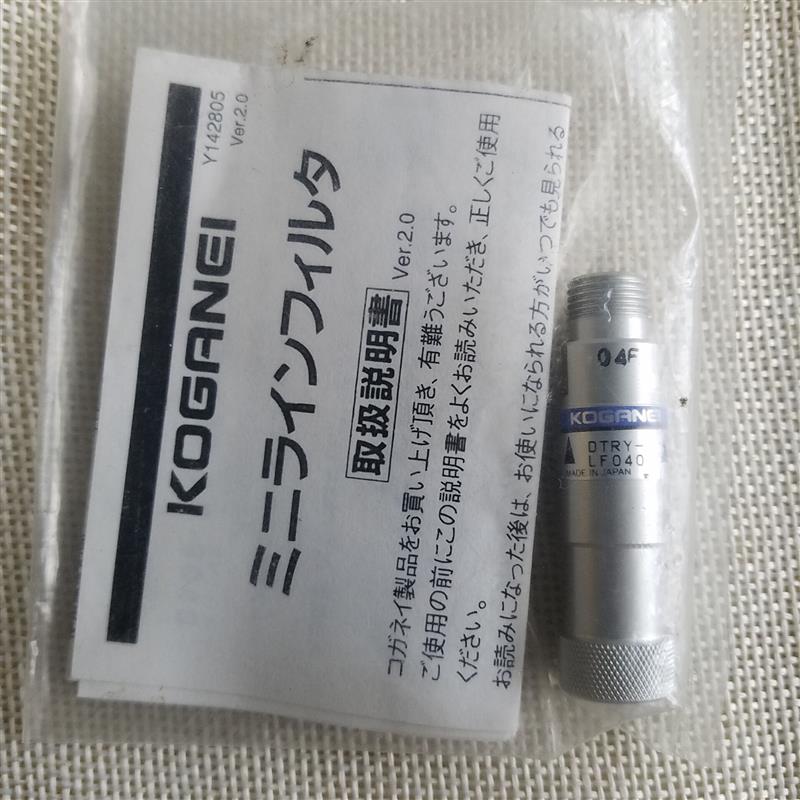 Y142805
Ver.2.0
KOGANEI
ミニラインフィルタ
取扱説明書 Ver.2.0
コガネイ製品をお買い上げ頂き、有難うございます。
ご使用の前にこの説明書をよくお読みいただき、正しくご使用
ください。
お読みになった後は、お使いになられる方がいつでも見られる
04F
KOGANEI
DTRY-
LF040
MADE IN JAPAN